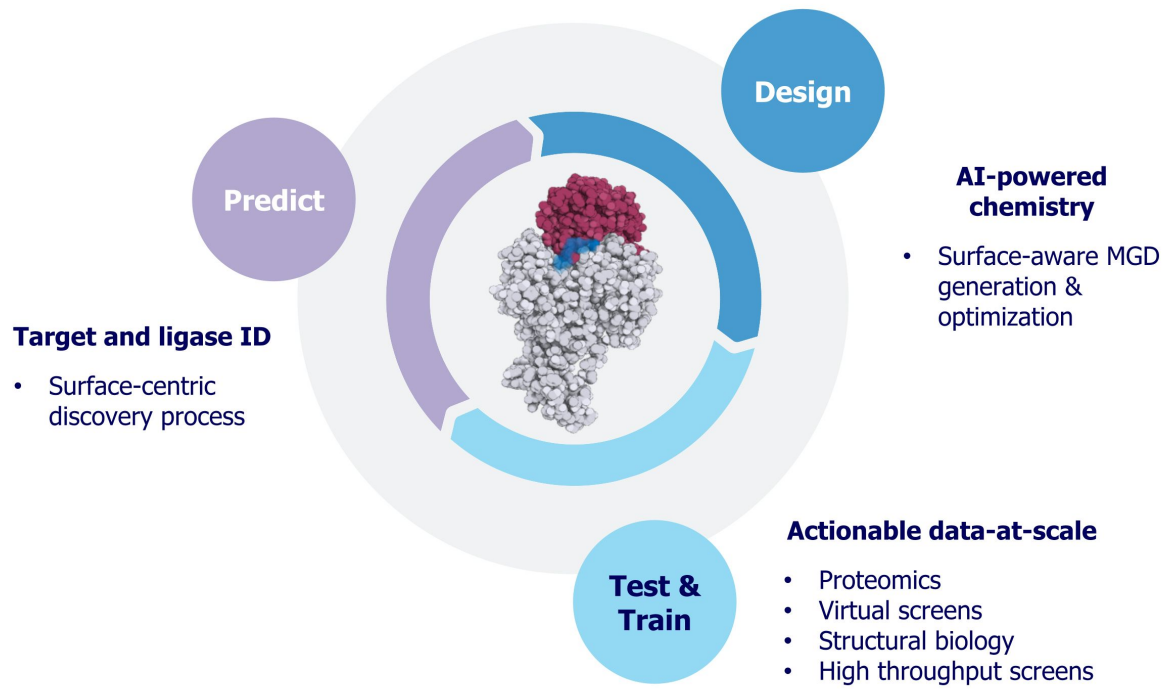 Design
Predict
AI-powered
chemistry
• Surface-aware MGD
generation &
optimization
Target and ligase ID
• Surface-centric
discovery process
Test &
Train
Actionable data-at-scale
• Proteomics
• Virtual screens
• Structural biology
• High throughput screens